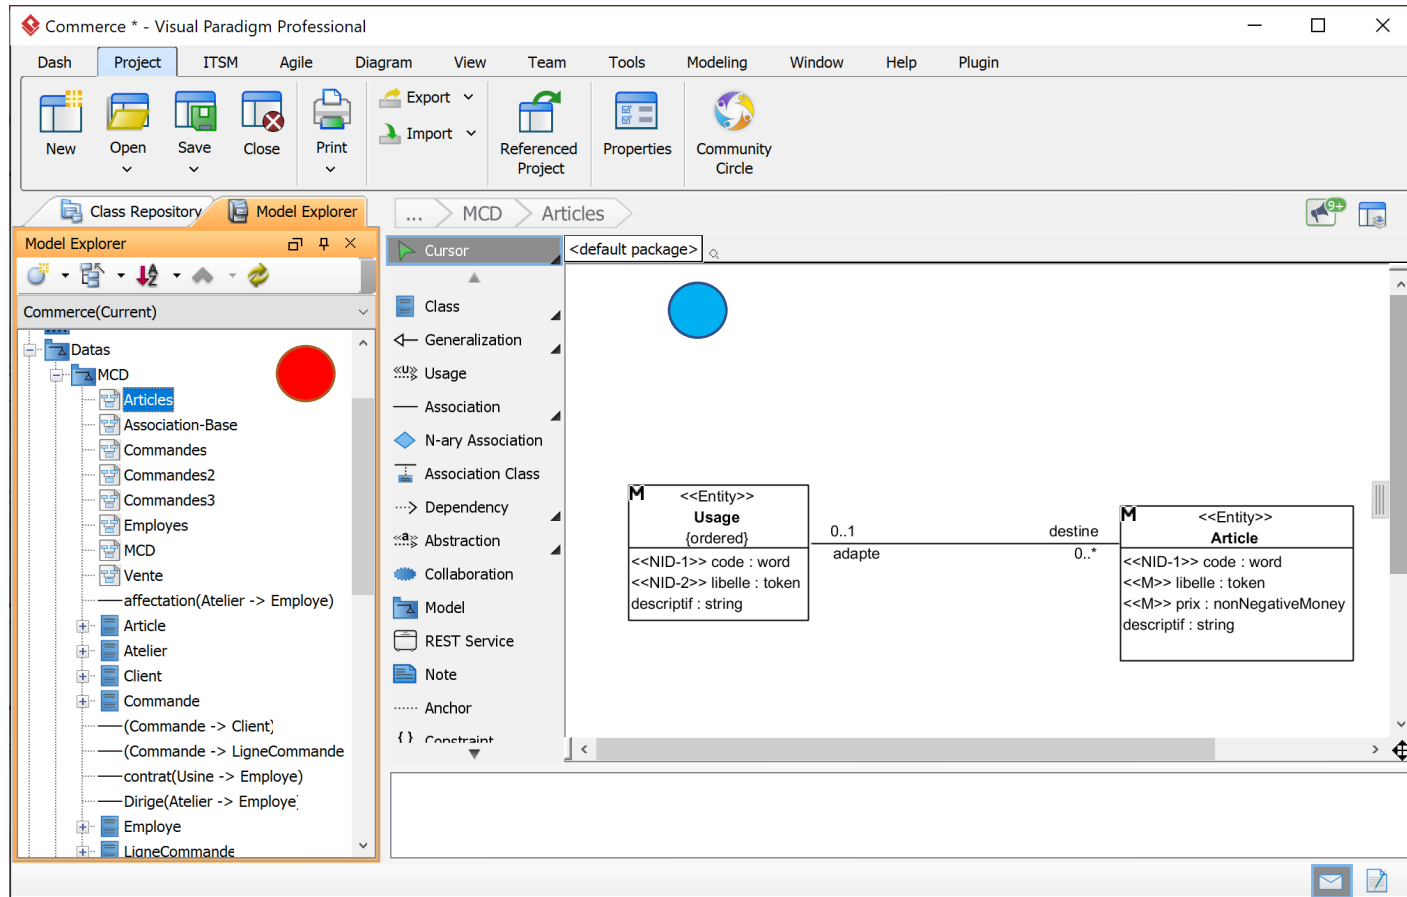 Commerce * - Visual Paradigm Professional
Dash Project ITSM Agile Diagram View Team Tools Modeling Window Help Plugin
New
Open
Save
Close
Print
Export
Import
Referenced
Project
Properties
Community
Circle
Class Repository
Model Explorer
... MCD Articles
9+
Model Explorer
Commerce(Current)
Datas
MCD
Articles
Association-Base
Commandes
Commandes2
Commandes3
Employes
MCD
Vente
affectation(Atelier -> Employe)
Article
Atelier
Client
Commande
(Commande -> Client)
(Commande -> LigneCommande
contrat(Usine -> Employe)
Dirige(Atelier -> Employe
Employe
LigneCommande
Cursor
Class
Generalization
«U» Usage
Association
N-ary Association
Association Class
Dependency
«a» Abstraction
Collaboration
Model
REST Service
Note
Anchor
{} Constraint
<default package>
M <<Entity>>
Usage
{ordered}
<<NID-1>> code : word
<<NID-2>> libelle : token
descriptif : string
0..1
adapte
destine
0..*
M <<Entity>>
Article
<<NID-1>> code : word
<<M>> libelle : token
<<M>> prix : nonNegativeMoney
descriptif : string